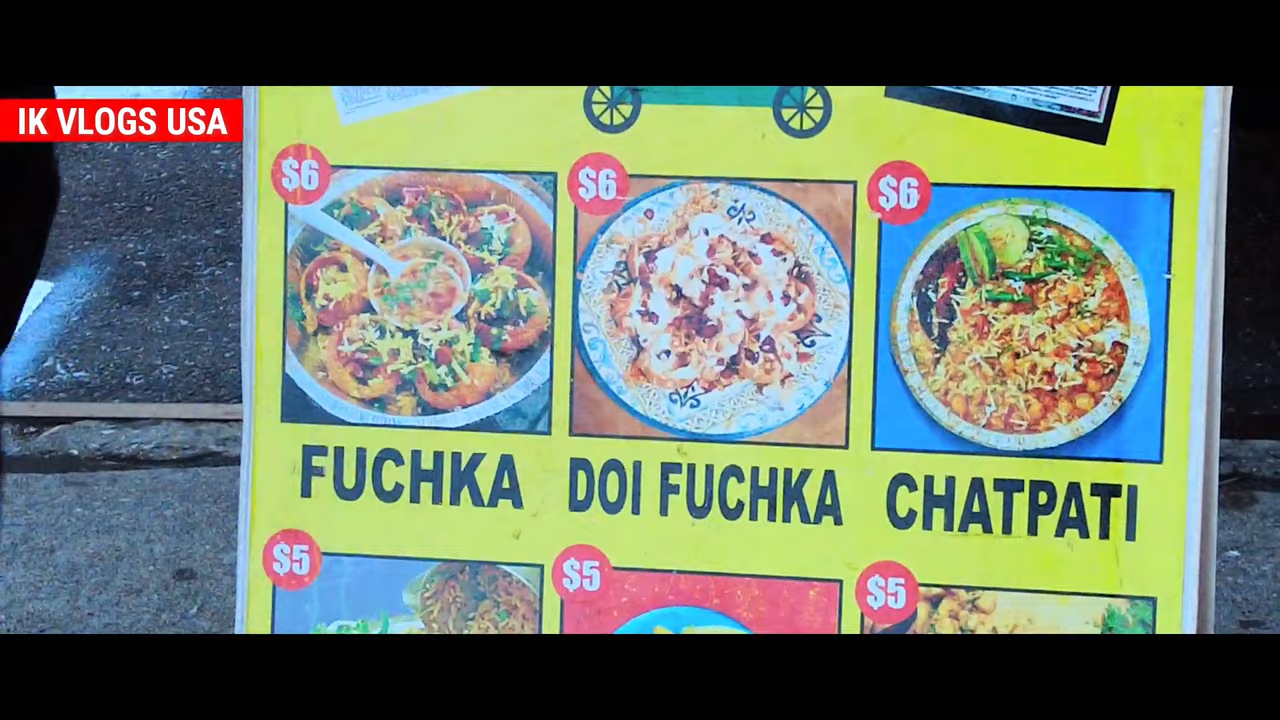 IK VLOGS USA
$6
$6
$6
FUCHKA
DOI FUCHKA
CHATPATI
$5
$5
$5